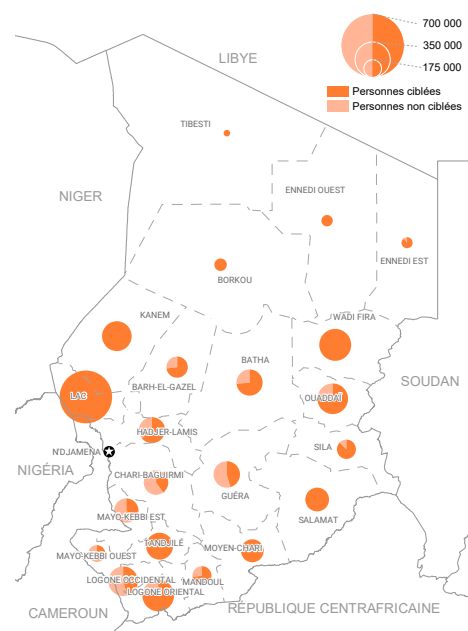 700 000
350 000
175 000
Personnes ciblées
Personnes non ciblées
LIBYE
TIBESTI
ENNEDI OUEST
NIGER
ENNEDI EST
BORKOU
KANEM
WADI FIRA
BATHA
BARH-EL-GAZEL
SOUDAN
LAC
OUADDAÏ
HADJER-LAMIS
SILA
N'DJAMENA
NIGÉRIA
CHARI-BAGUIRMI
GUÉRA
MAYO-KEBBI EST
SALAMAT
TANDJILÉ
MOYEN-CHARI
MAYO-KEBBI OUEST
LOGONE OCCIDENTAL
MANDOUL
LOGONE ORIENTAL
CAMEROUN
RÉPUBLIQUE CENTRAFRICAINE